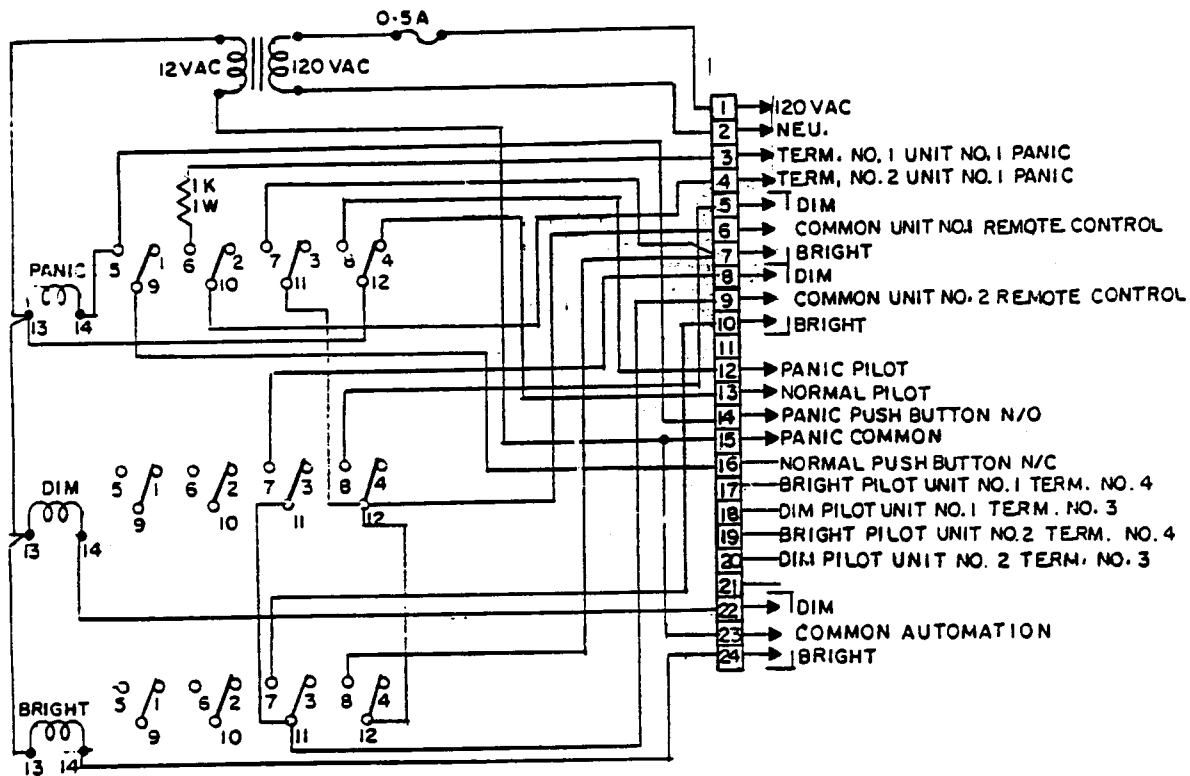 0.5A
12VAC
120 VAC
1 → 120VAC
2 → NEU.
3 → TERM. NO. 1 UNIT NO. 1 PANIC
4 → TERM, NO. 2 UNIT NO. 1 PANIC
5 → DIM
6 → COMMON UNIT NO.1 REMOTE CONTROL
7 → BRIGHT
8 → DIM
9 → COMMON UNIT NO. 2 REMOTE CONTROL
10 → BRIGHT
11
12 → PANIC PILOT
13 → NORMAL PILOT
14 → PANIC PUSH BUTTON N/O
15 → PANIC COMMON
16 NORMAL PUSH BUTTON N/C
17 BRIGHT PILOT UNIT NO. 1 TERM. NO. 4
18 DIM PILOT UNIT NO. 1 TERM. NO. 3
19 BRIGHT PILOT UNIT NO. 2 TERM. NO. 4
20 DIM PILOT UNIT NO. 2 TERM. NO. 3
21
22 → DIM
23 → COMMON AUTOMATION
24 → BRIGHT
1K
1W
PANIC
5 1 6 2 7 3 8 4
9 10 11 12
13 14
DIM
5 1 6 2 7 3 8 4
9 10 11 12
13 14
BRIGHT
5 1 6 2 7 3 8 4
9 10 11 12
13 14